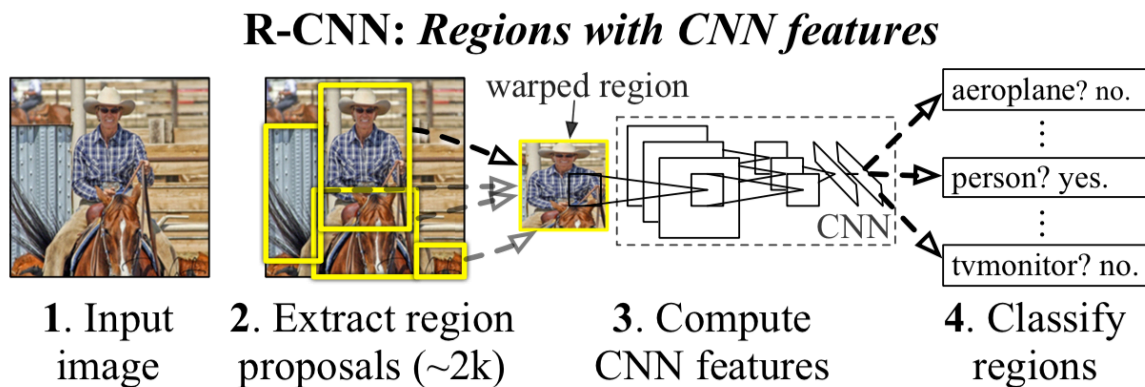 R-CNN: Regions with CNN features
warped region
aeroplane? no.
⋮
person? yes.
⋮
tvmonitor? no.
CNN
1. Input
image
2. Extract region
proposals (~2k)
3. Compute
CNN features
4. Classify
regions